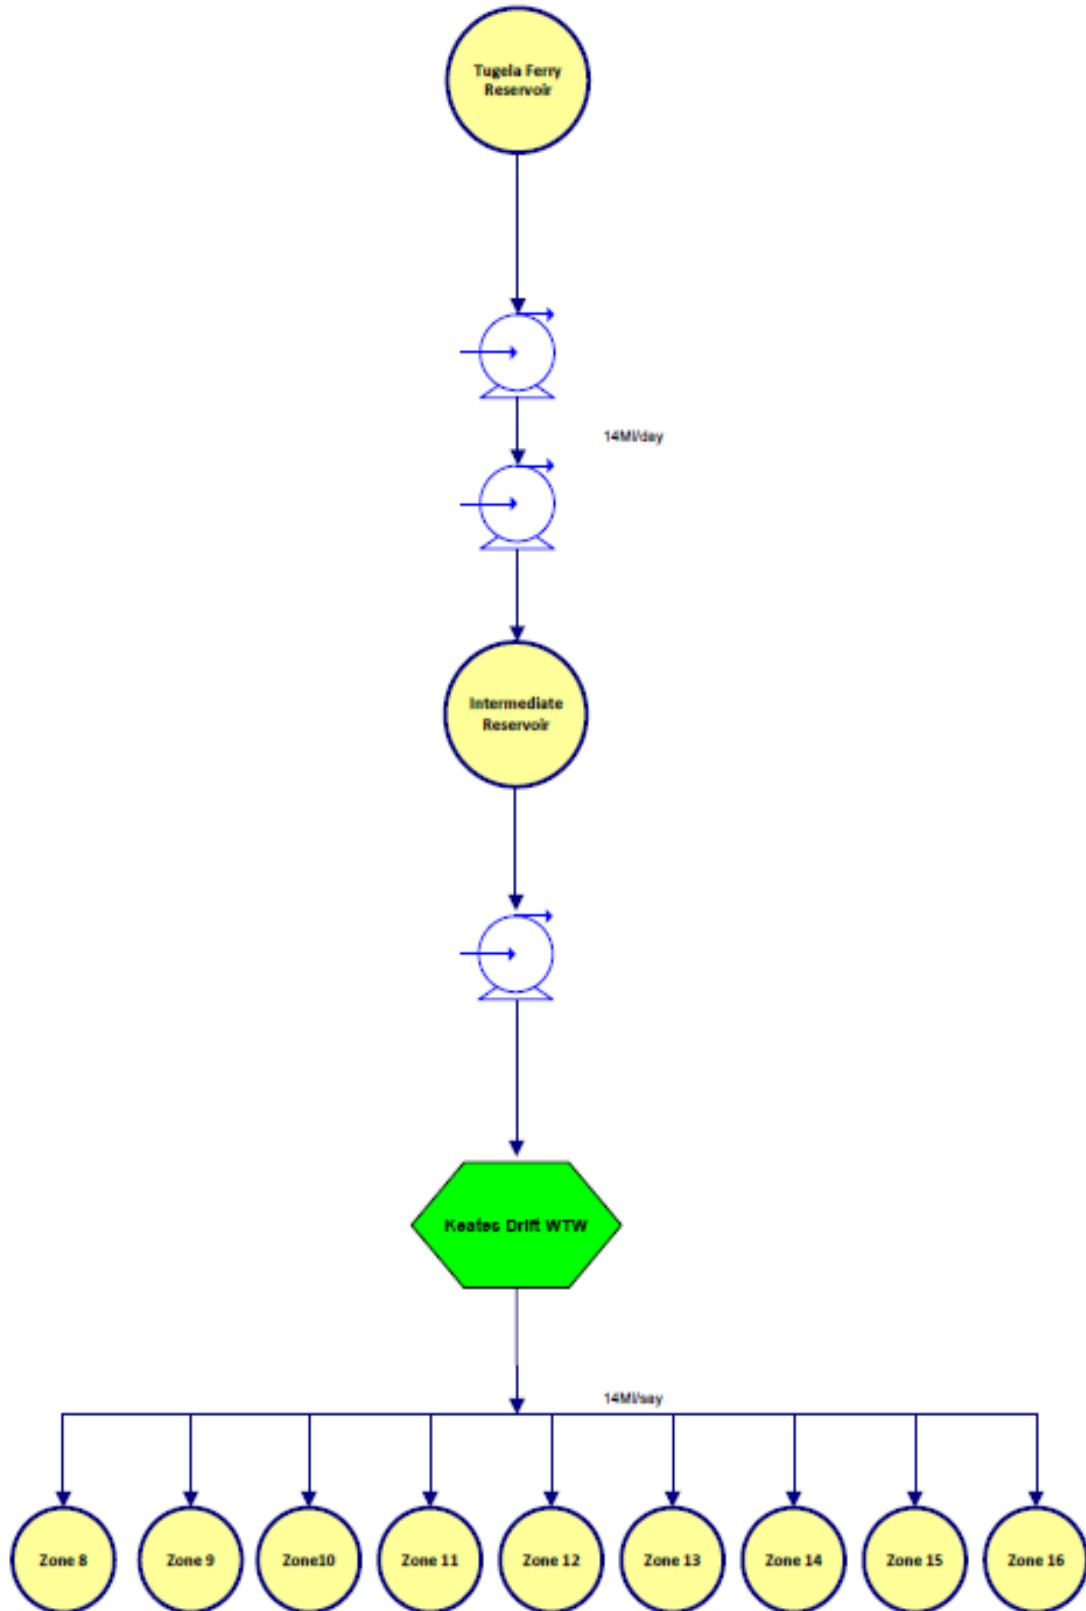 Tugela Ferry
Reservoir
14Ml/day
Intermediate
Reservoir
Keates Drift WTW
14Ml/say
Zone 8
Zone 9
Zone10
Zone 11
Zone 12
Zone 13
Zone 14
Zone 15
Zone 16